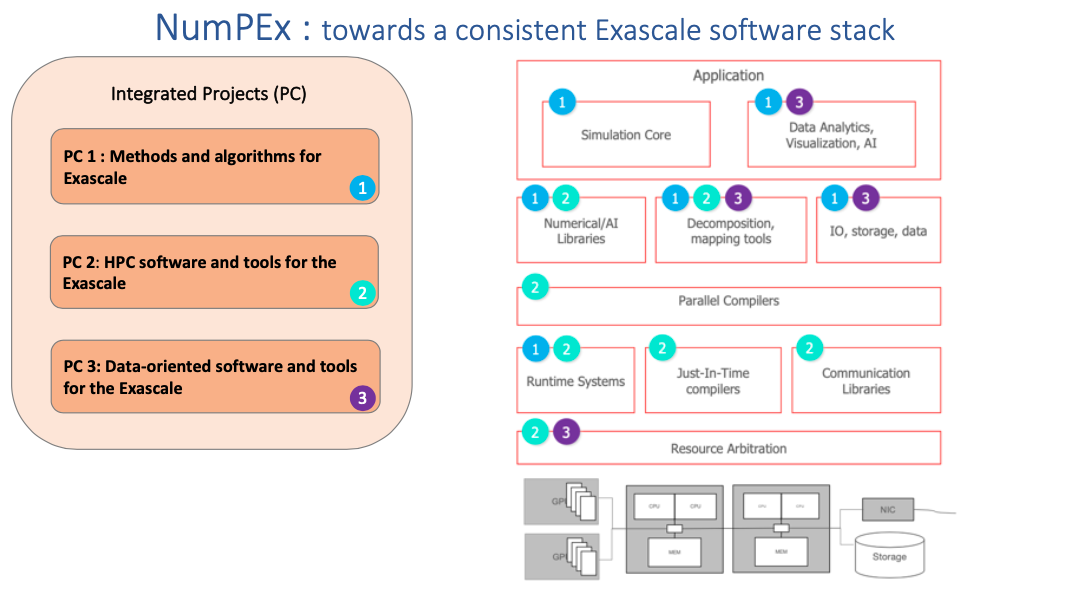 NumPEx : towards a consistent Exascale software stack
Integrated Projects (PC)
PC 1 : Methods and algorithms for
Exascale
1
PC 2: HPC software and tools for the
Exascale
2
PC 3: Data-oriented software and tools
for the Exascale
3
Application
1
Simulation Core
1 3
Data Analytics,
Visualization, AI
1 2
Numerical/AI
Libraries
1 2 3
Decomposition,
mapping tools
1 3
IO, storage, data
2
Parallel Compilers
1 2
Runtime Systems
2
Just-In-Time
compilers
2
Communication
Libraries
2 3
Resource Arbitration
CPU CPU
MEM
CPU CPU
MEM
NIC
Storage